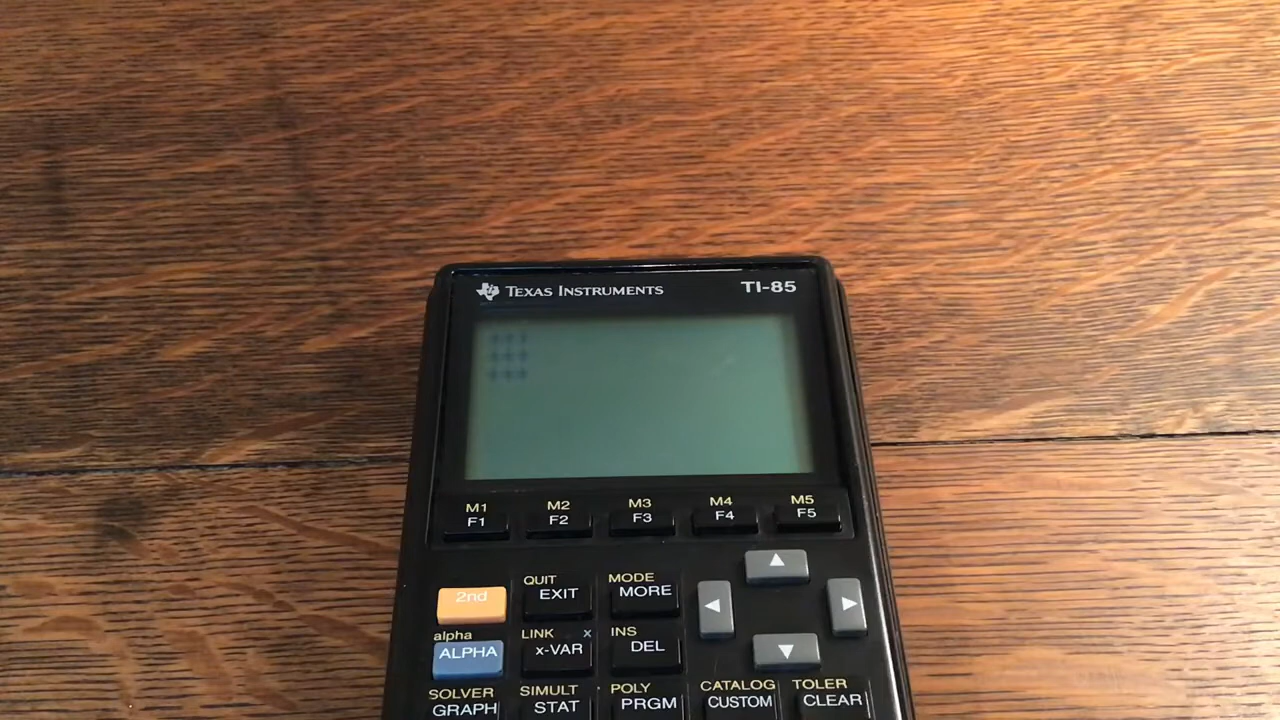 TEXAS INSTRUMENTS TI-85
M1 M2 M3 M4 M5
F1 F2 F3 F4 F5
QUIT MODE
2nd EXIT MORE
alpha LINK x INS
ALPHA x-VAR DEL
SOLVER SIMULT POLY CATALOG TOLER
GRAPH STAT PRGM CUSTOM CLEAR